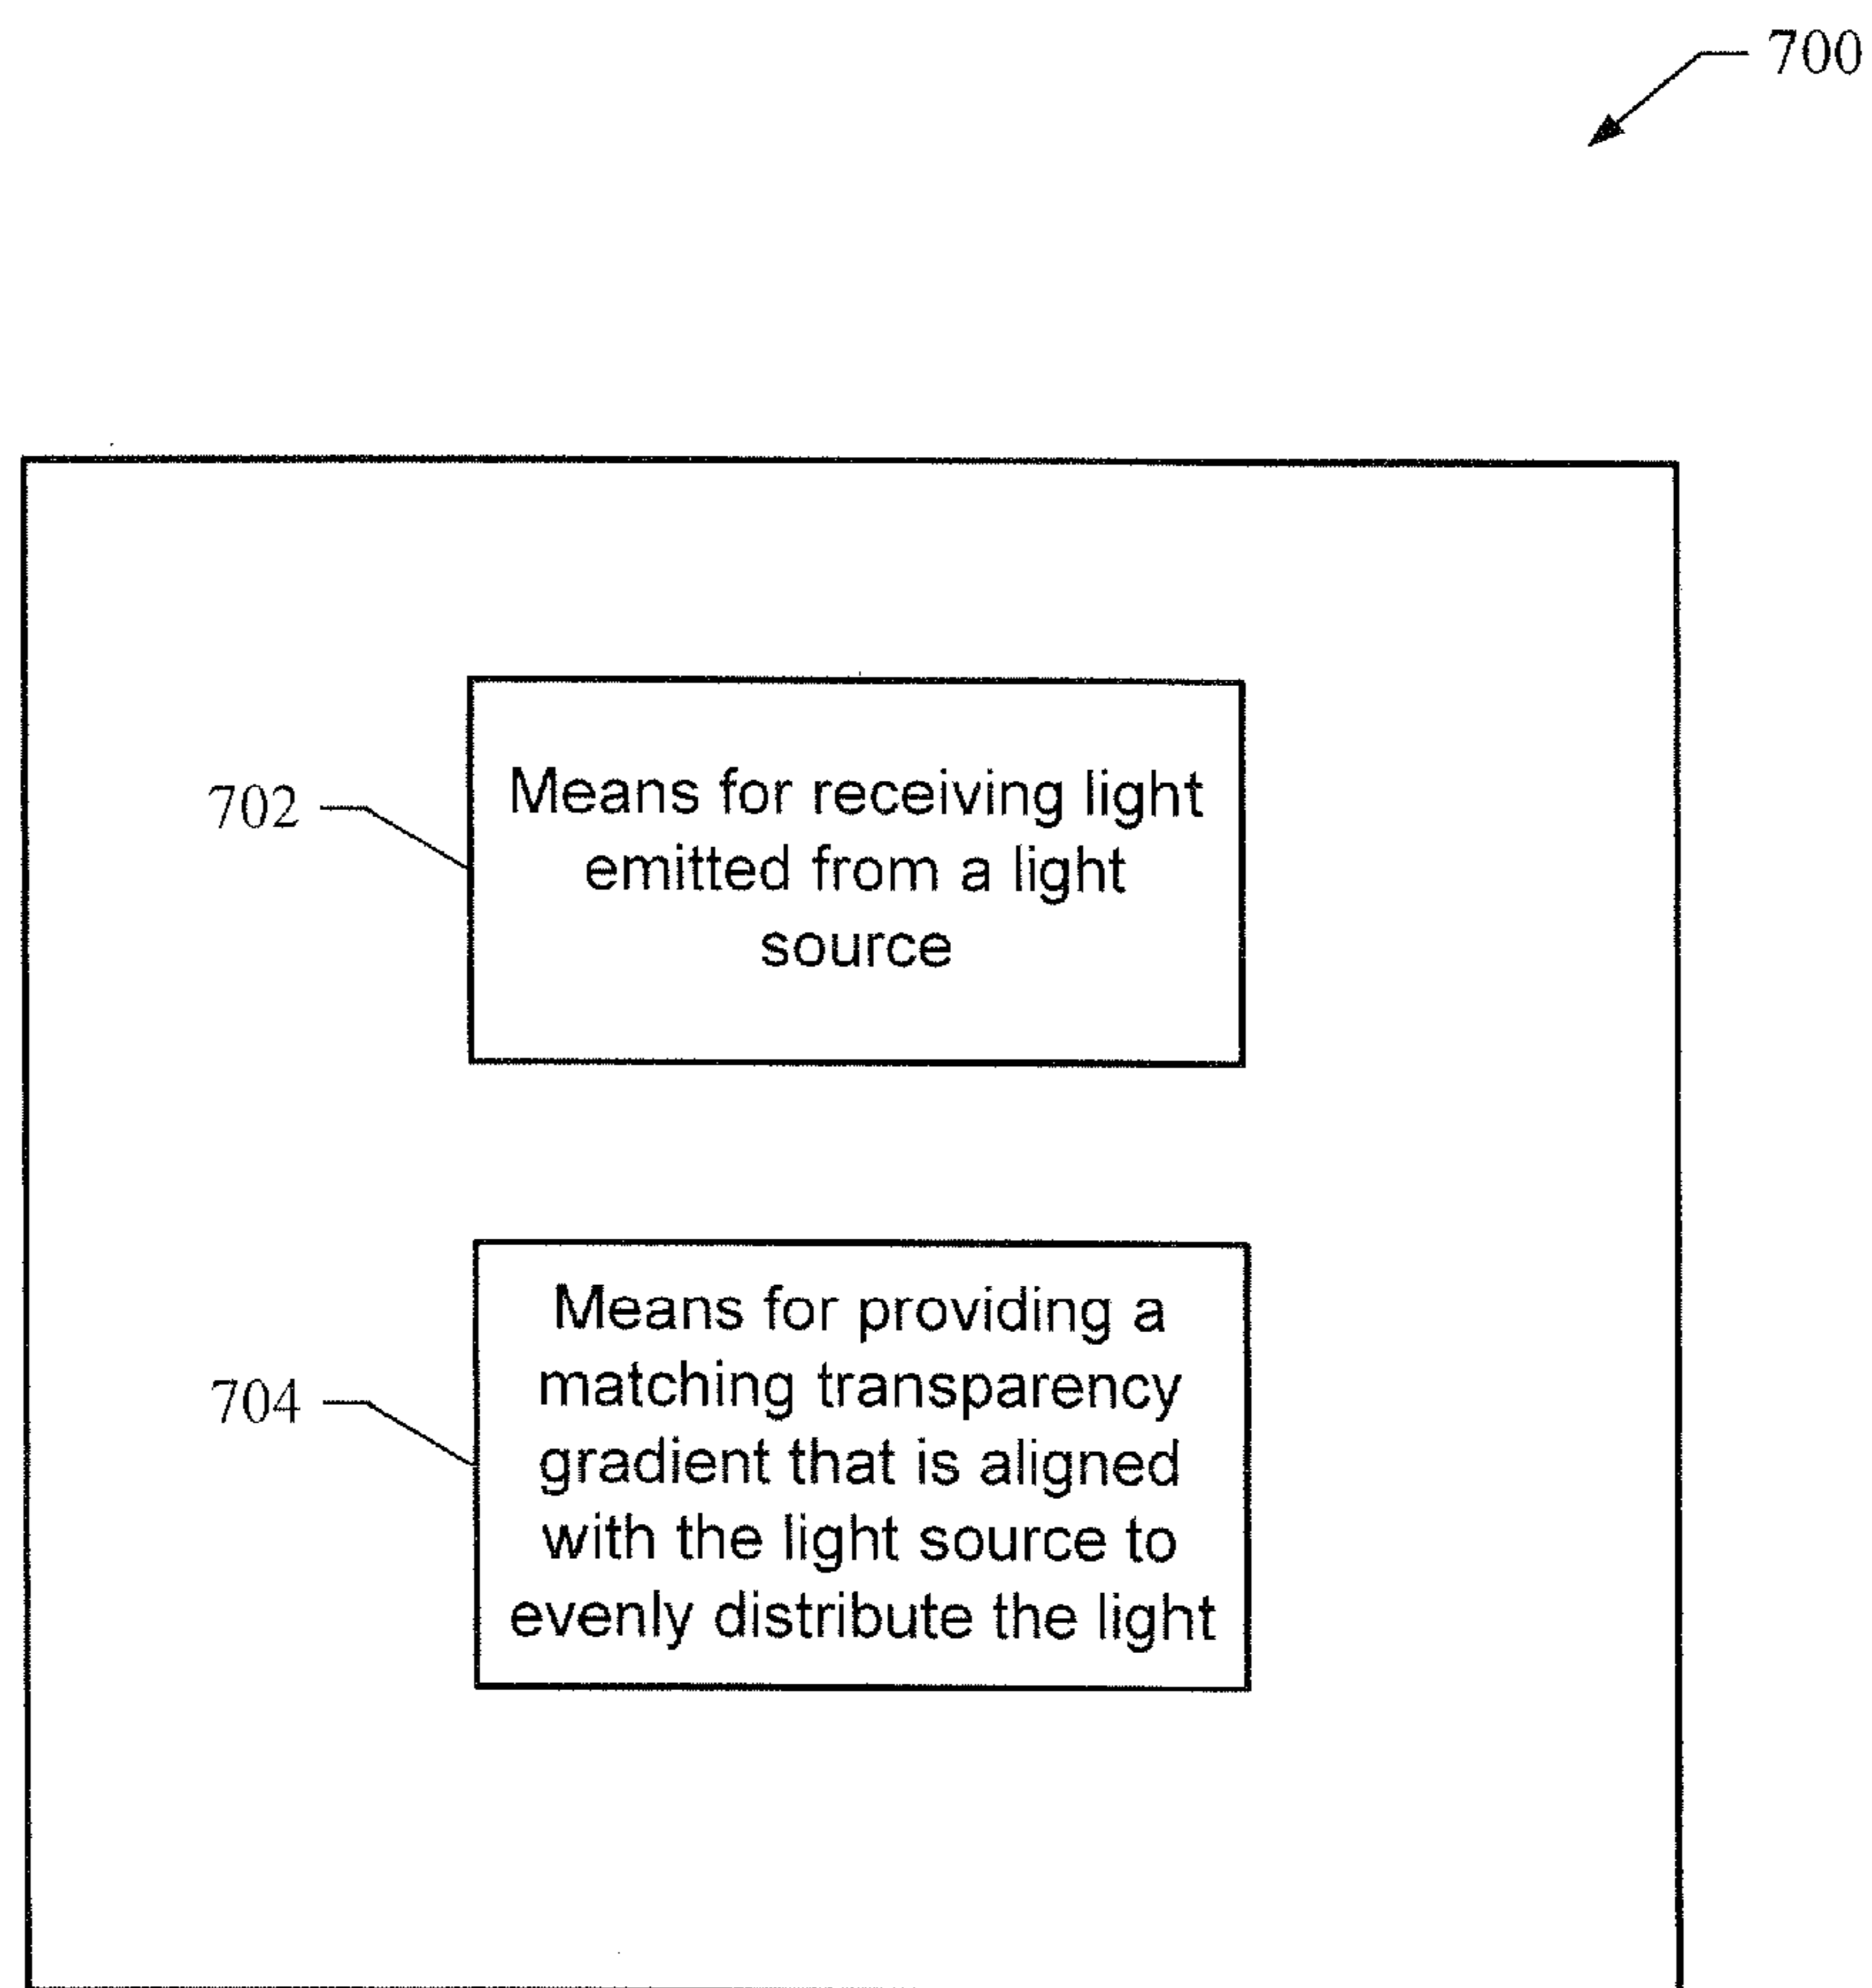 700
702
Means for receiving light
emitted from a light
source
704
Means for providing a
matching transparency
gradient that is aligned
with the light source to
evenly distribute the light